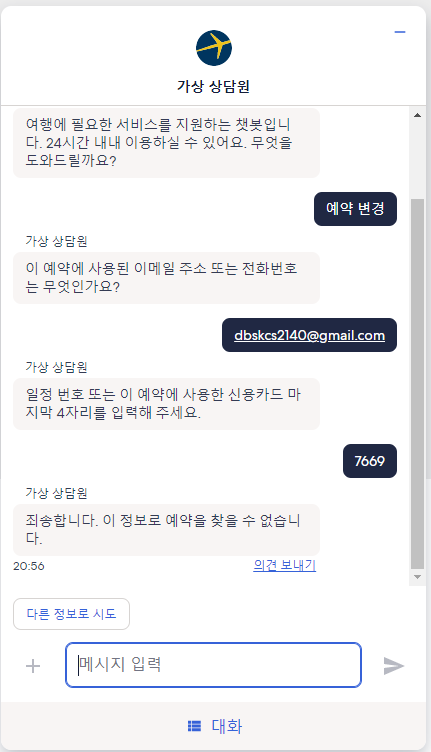 가상 상담원
여행에 필요한 서비스를 지원하는 챗봇입니
다. 24시간 내내 이용하실 수 있어요. 무엇을
도와드릴까요?
예약 변경
가상 상담원
이 예약에 사용된 이메일 주소 또는 전화번호
는 무엇인가요?
dbskcs2140@gmail.com
가상 상담원
일정 번호 또는 이 예약에 사용한 신용카드 마
지막 4자리를 입력해 주세요.
7669
가상 상담원
죄송합니다. 이 정보로 예약을 찾을 수 없습니
다.
20:56 의견 보내기
다른 정보로 시도
메시지 입력
대화